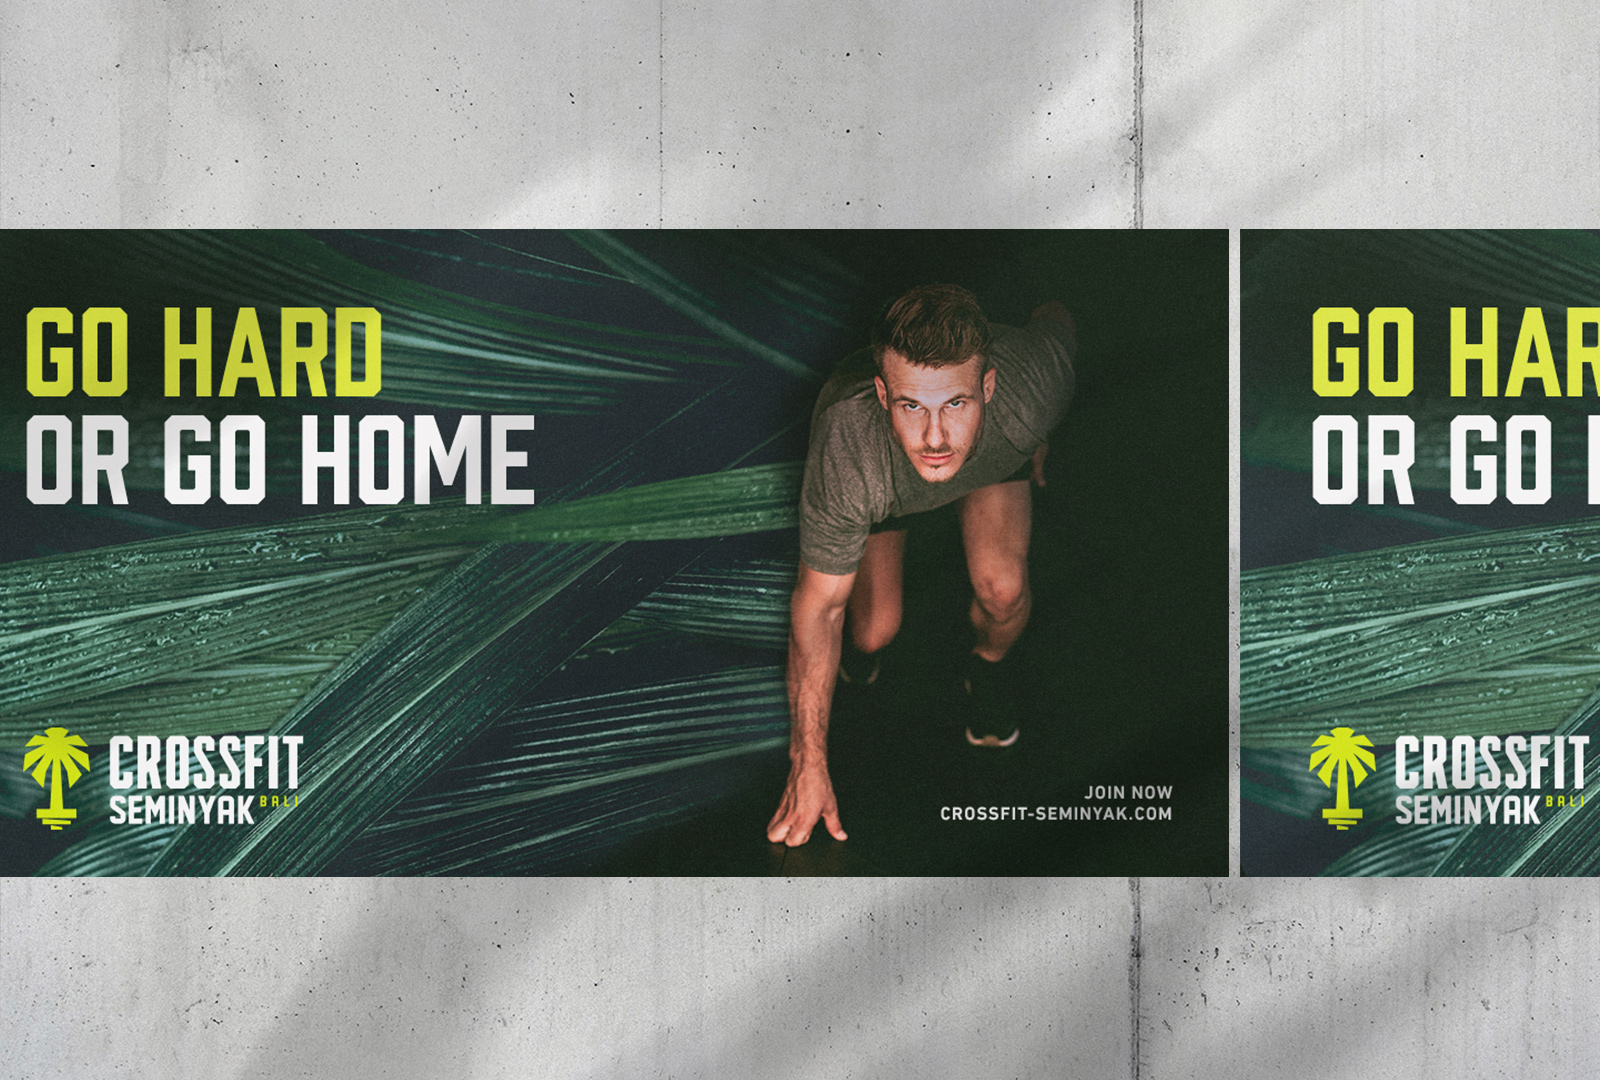 GO HARD
OR GO HOME
CROSSFIT
SEMINYAK BALI
JOIN NOW
CROSSFIT-SEMINYAK.COM
GO HAR
OR GO
CROSSFIT
SEMINYAK BALI